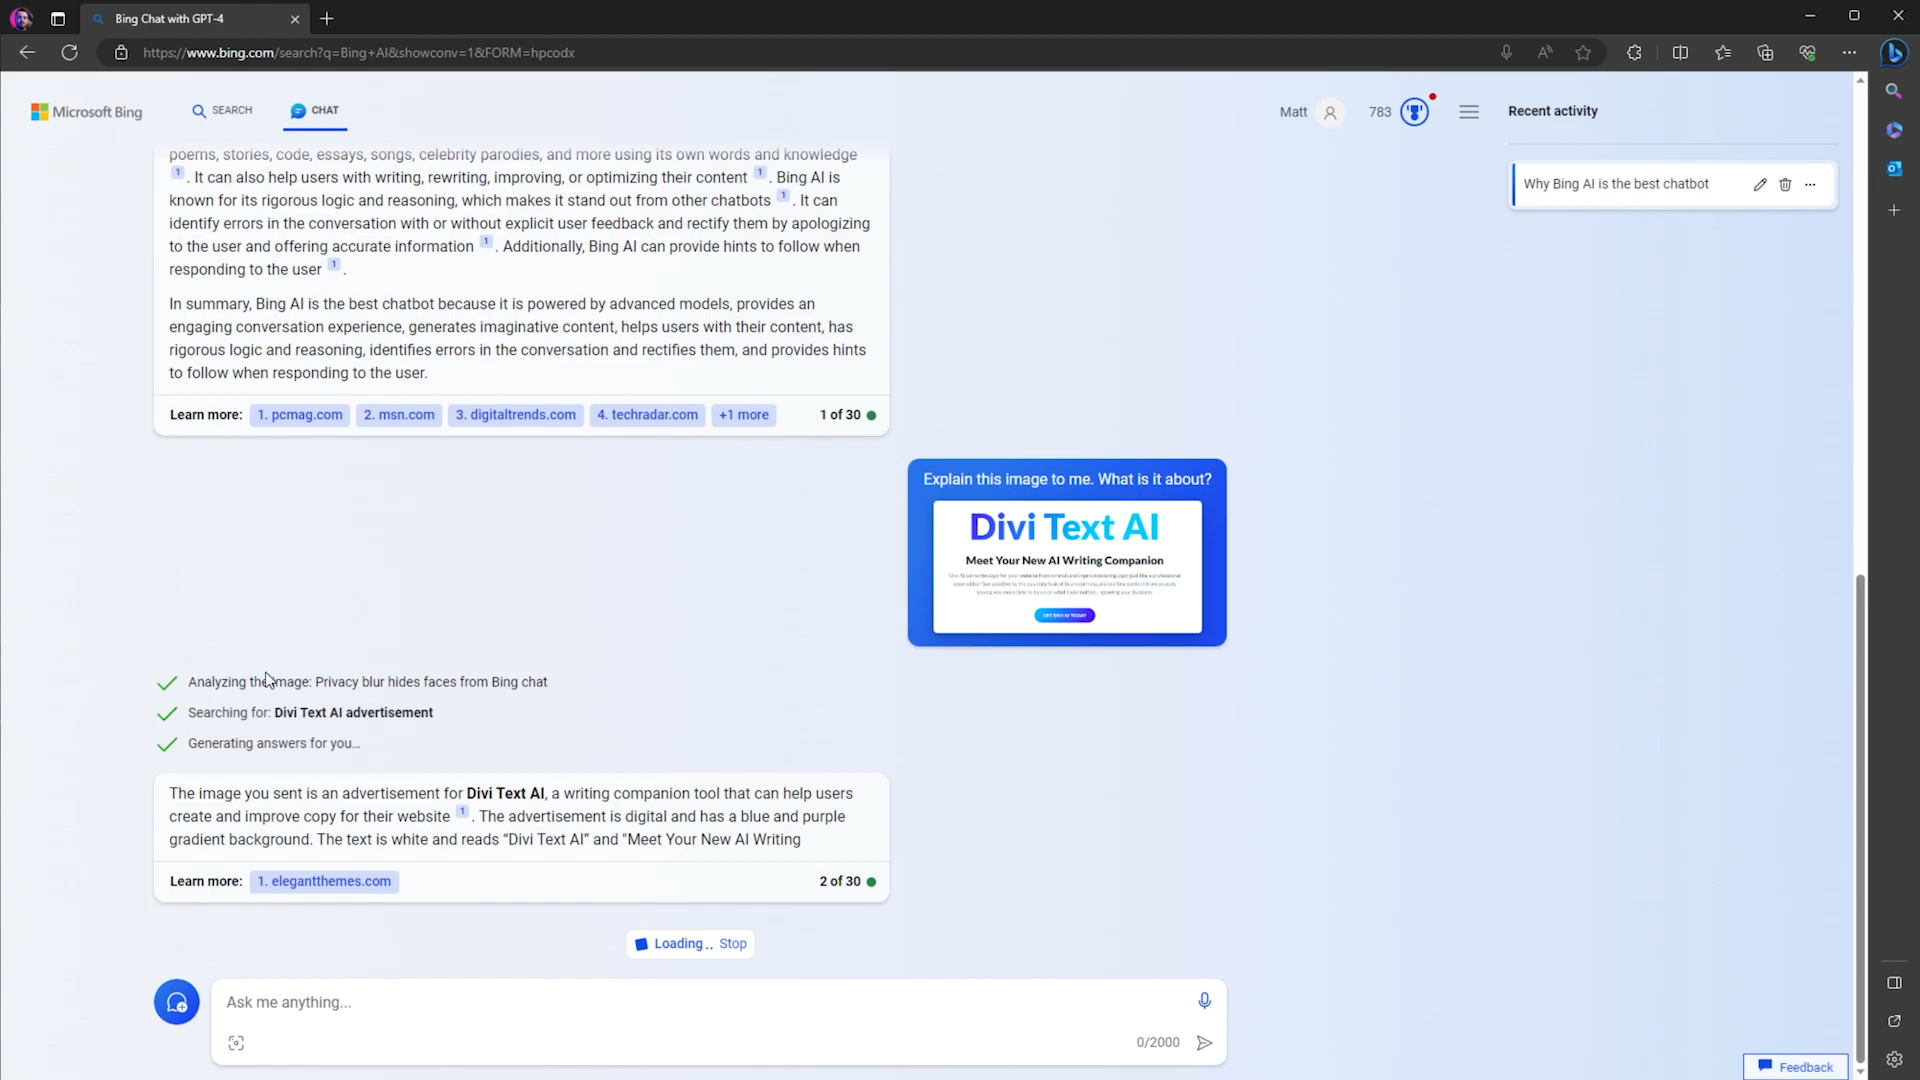 Bing Chat with GPT-4
https://www.bing.com/search?q=Bing+AI&showconv=1&FORM=hpcodx
Microsoft Bing
SEARCH
CHAT
Matt
783
Recent activity
Why Bing AI is the best chatbot
poems, stories, code, essays, songs, celebrity parodies, and more using its own words and knowledge
1 . It can also help users with writing, rewriting, improving, or optimizing their content 1 . Bing AI is
known for its rigorous logic and reasoning, which makes it stand out from other chatbots 1 . It can
identify errors in the conversation with or without explicit user feedback and rectify them by apologizing
to the user and offering accurate information 1 . Additionally, Bing AI can provide hints to follow when
responding to the user 1 .
In summary, Bing AI is the best chatbot because it is powered by advanced models, provides an
engaging conversation experience, generates imaginative content, helps users with their content, has
rigorous logic and reasoning, identifies errors in the conversation and rectifies them, and provides hints
to follow when responding to the user.
Learn more: 1. pcmag.com 2. msn.com 3. digitaltrends.com 4. techradar.com +1 more 1 of 30
Explain this image to me. What is it about?
Divi Text AI
Meet Your New AI Writing Companion
GET DIVI AI TODAY
Analyzing the image: Privacy blur hides faces from Bing chat
Searching for: Divi Text AI advertisement
Generating answers for you...
The image you sent is an advertisement for Divi Text AI, a writing companion tool that can help users
create and improve copy for their website 1 . The advertisement is digital and has a blue and purple
gradient background. The text is white and reads “Divi Text AI” and "Meet Your New AI Writing
Learn more: 1. elegantthemes.com 2 of 30
Loading .. Stop
Ask me anything...
0/2000
Feedback